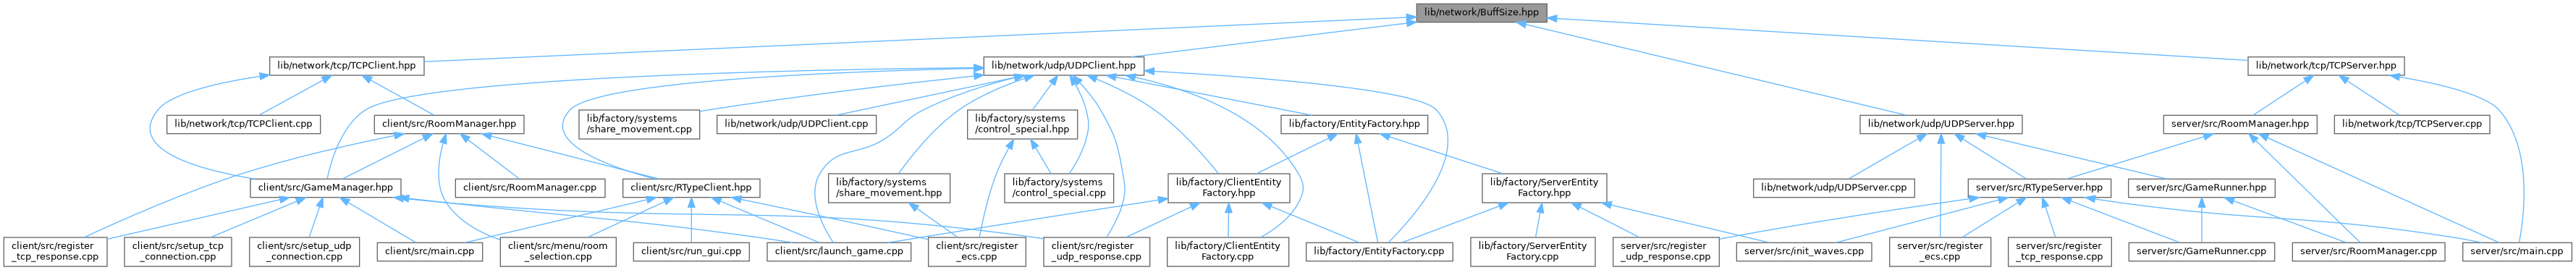 lib/network/BuffSize.hpp
lib/network/tcp/TCPClient.hpp
lib/network/udp/UDPClient.hpp
lib/network/tcp/TCPServer.hpp
lib/network/tcp/TCPClient.cpp
client/src/RoomManager.hpp
lib/factory/systems
/share_movement.cpp
lib/network/udp/UDPClient.cpp
lib/factory/systems
/control_special.hpp
lib/factory/EntityFactory.hpp
lib/network/udp/UDPServer.hpp
server/src/RoomManager.hpp
lib/network/tcp/TCPServer.cpp
client/src/GameManager.hpp
client/src/RoomManager.cpp
client/src/RTypeClient.hpp
lib/factory/systems
/share_movement.hpp
lib/factory/systems
/control_special.cpp
lib/factory/ClientEntity
Factory.hpp
lib/factory/ServerEntity
Factory.hpp
lib/network/udp/UDPServer.cpp
server/src/RTypeServer.hpp
server/src/GameRunner.hpp
client/src/register
_tcp_response.cpp
client/src/setup_tcp
_connection.cpp
client/src/setup_udp
_connection.cpp
client/src/main.cpp
client/src/menu/room
_selection.cpp
client/src/run_gui.cpp
client/src/launch_game.cpp
client/src/register
_ecs.cpp
client/src/register
_udp_response.cpp
lib/factory/ClientEntity
Factory.cpp
lib/factory/EntityFactory.cpp
lib/factory/ServerEntity
Factory.cpp
server/src/register
_udp_response.cpp
server/src/init_waves.cpp
server/src/register
_ecs.cpp
server/src/register
_tcp_response.cpp
server/src/GameRunner.cpp
server/src/RoomManager.cpp
server/src/main.cpp